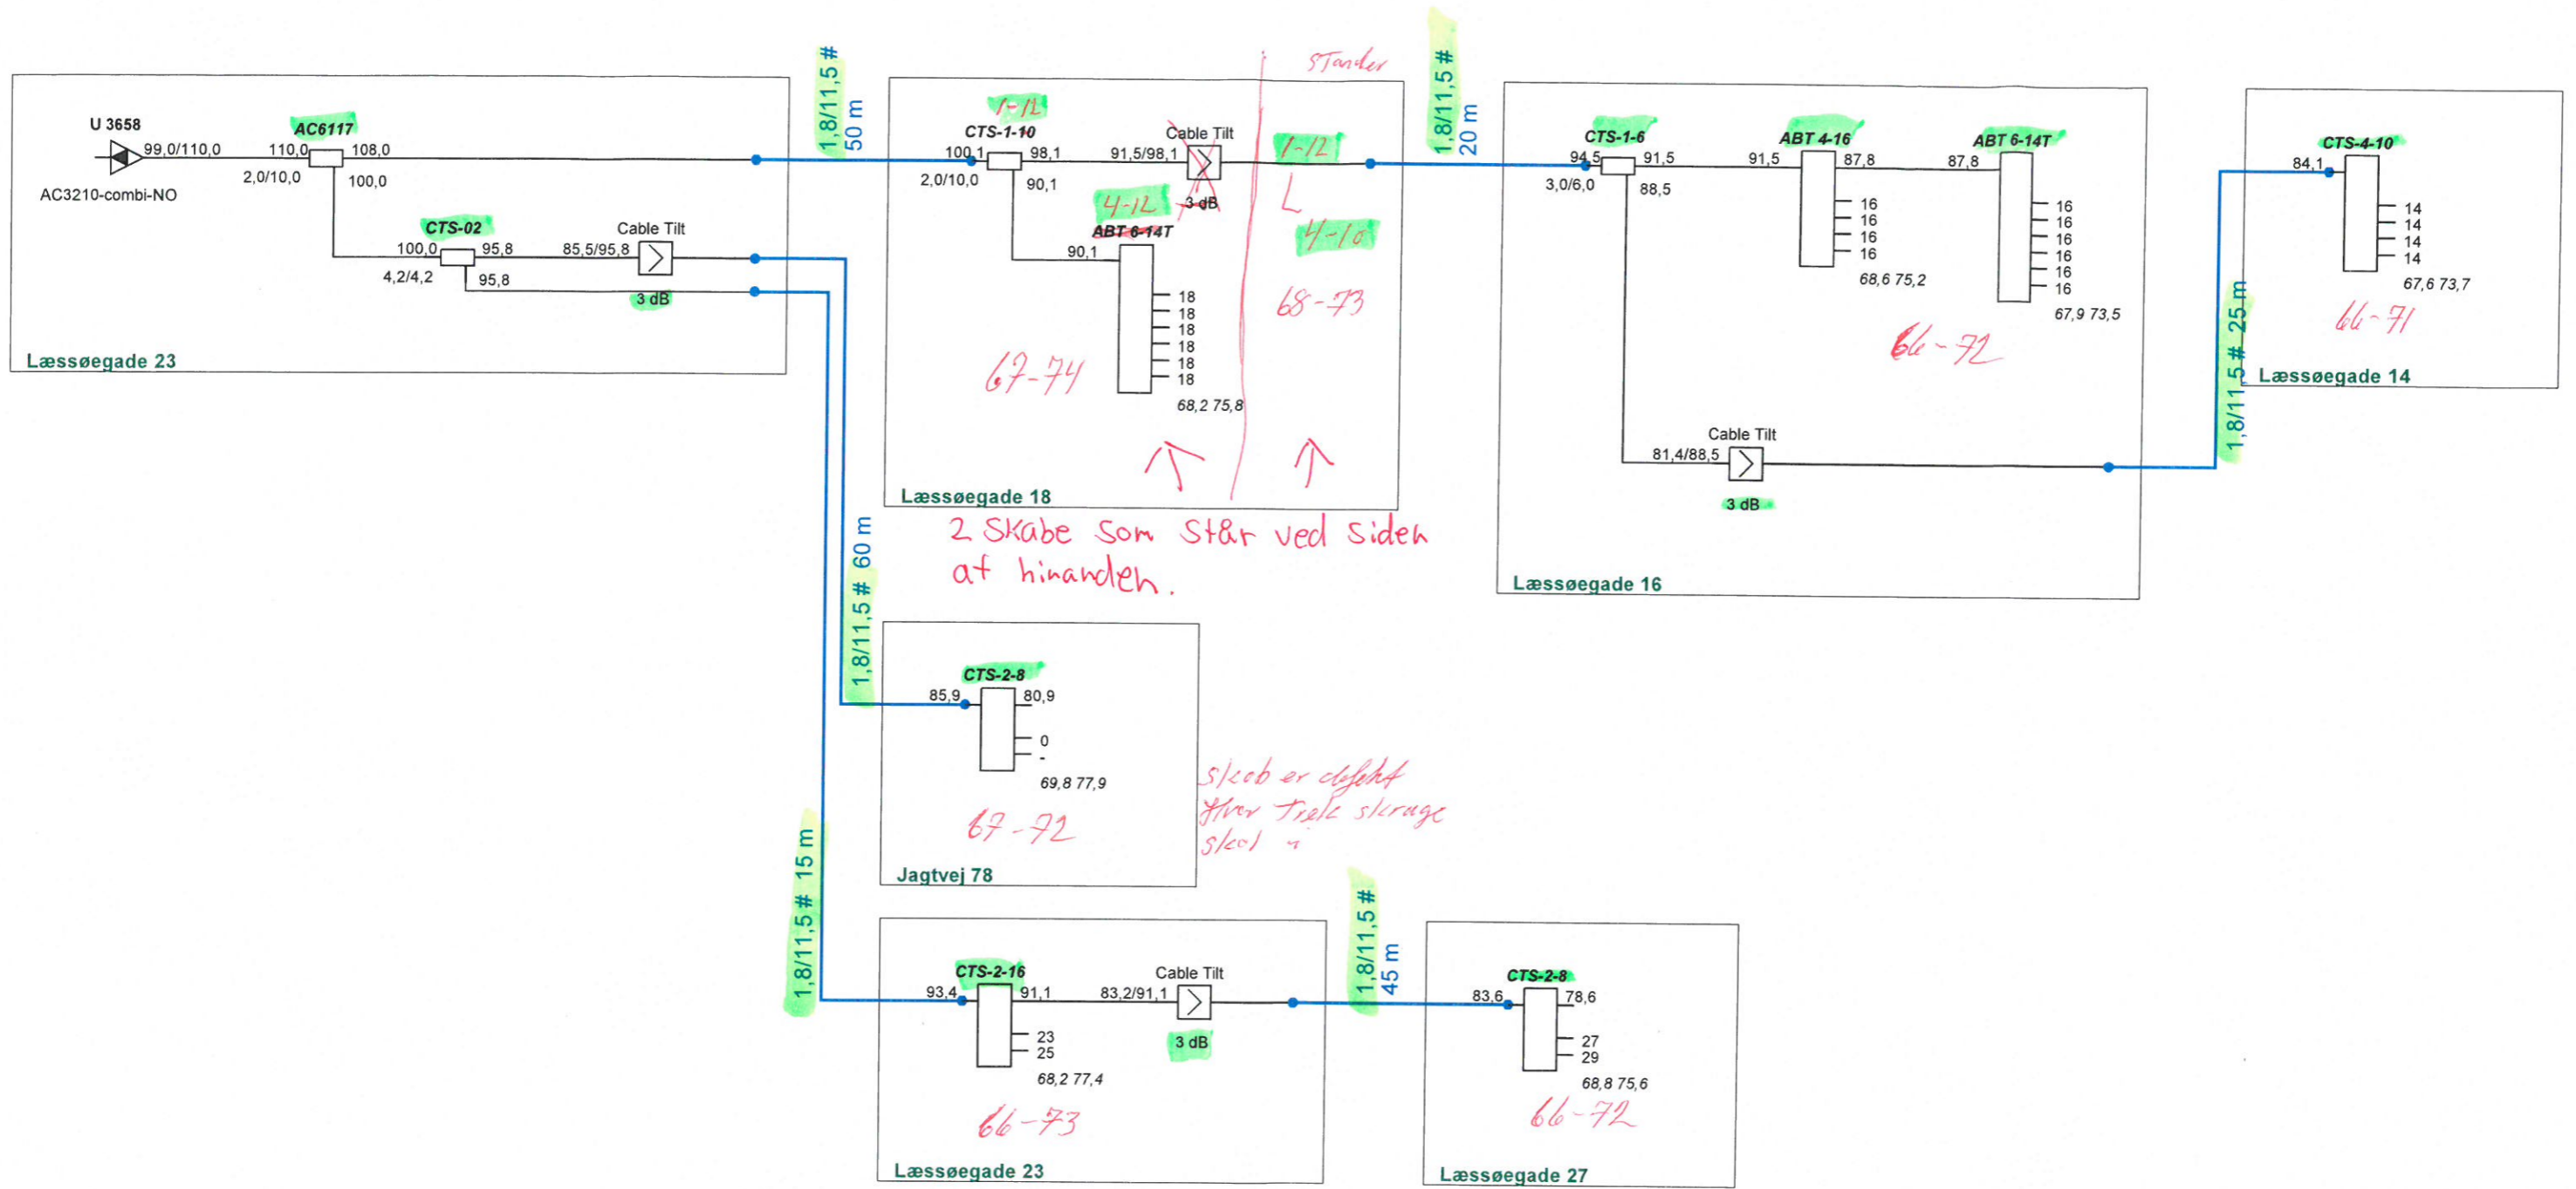 U 3658
99,0/110,0
AC3210-combi-NO
AC6117
110,0 108,0
2,0/10,0
100,0
CTS-02
100,0 95,8
4,2/4,2
95,8
85,5/95,8
Cable Tilt
3 dB
Læssøegade 23
1,8/11,5 #
50 m
1-12
CTS-1-10
100,1 98,1
2,0/10,0
90,1
91,5/98,1
Cable Tilt
3 dB
4-12
ABT 6-14T
90,1
18
18
18
18
18
18
68,2 75,8
67-74
Stander
1-12
4-10
68-73
Læssøegade 18
2 Skabe som står ved siden
af hinanden.
1,8/11,5 #
20 m
CTS-1-6
94,5 91,5
3,0/6,0
88,5
ABT 4-16
91,5 87,8
16
16
16
16
68,6 75,2
ABT 6-14T
87,8
16
16
16
16
16
16
67,9 73,5
66-72
Cable Tilt
81,4/88,5
3 dB
Læssøegade 16
1,8/11,5 # 25 m
CTS-4-10
84,1
14
14
14
14
67,6 73,7
66-71
Læssøegade 14
1,8/11,5 # 60 m
CTS-2-8
85,9 80,9
0
-
69,8 77,9
67-72
Jagtvej 78
skab er defekt
skal
1,8/11,5 # 15 m
CTS-2-16
93,4 91,1
23
25
68,2 77,4
66-73
Cable Tilt
83,2/91,1
3 dB
Læssøegade 23
1,8/11,5 #
45 m
CTS-2-8
83,6 78,6
27
29
68,8 75,6
66-72
Læssøegade 27